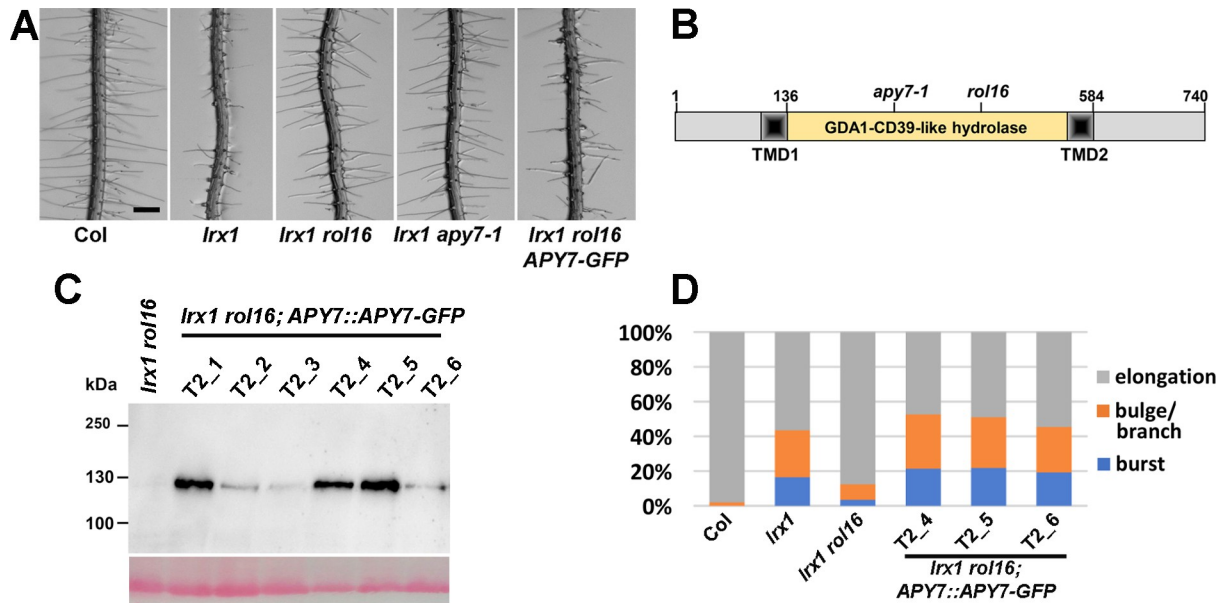 A
Col
lrx1
lrx1 rol16
lrx1 apy7-1
lrx1 rol16
APY7-GFP
B
apy7-1 rol16
1 136 584 740
GDA1-CD39-like hydrolase
TMD1 TMD2
C
lrx1 rol16
lrx1 rol16; APY7::APY7-GFP
T2_1 T2_2 T2_3 T2_4 T2_5 T2_6
kDa
250
130
100
D
100%
80%
60%
40%
20%
0%
elongation
bulge/
branch
burst
Col lrx1 lrx1 rol16 T2_4 T2_5 T2_6
lrx1 rol16;
APY7::APY7-GFP